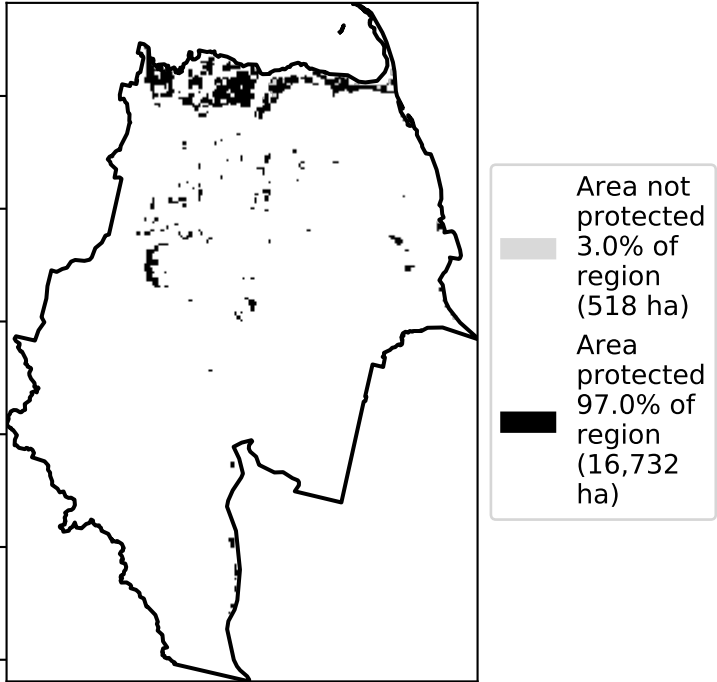 Area not
protected
3.0% of
region
(518 ha)
Area
protected
97.0% of
region
(16,732
ha)